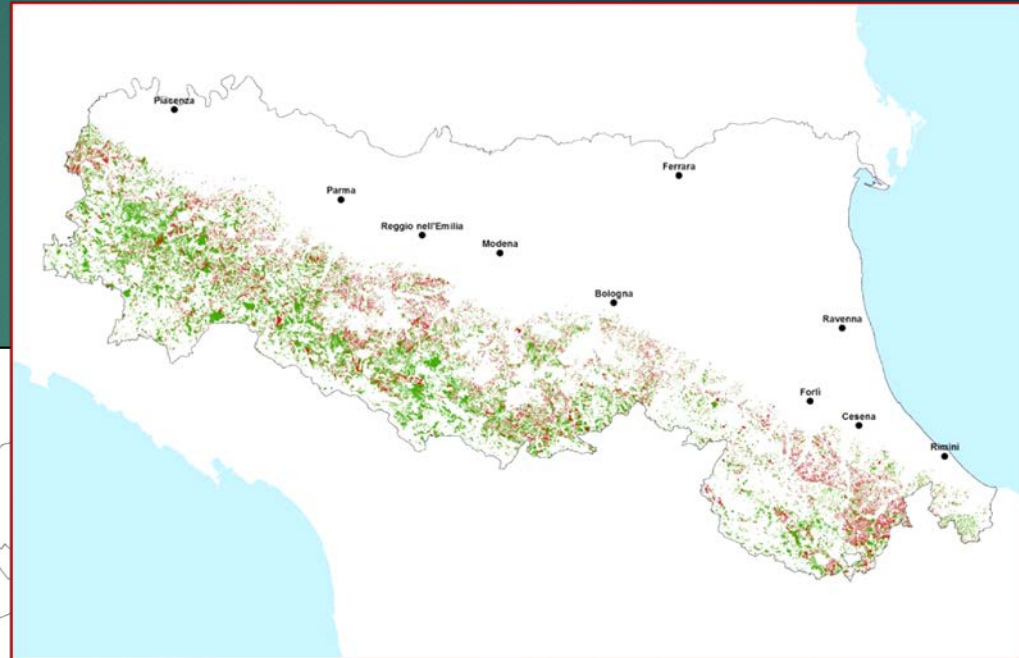 Piacenza
Ferrara
Parma
Reggio nell'Emilia
Modena
Bologna
Ravenna
Forlì
Cesena
Rimini